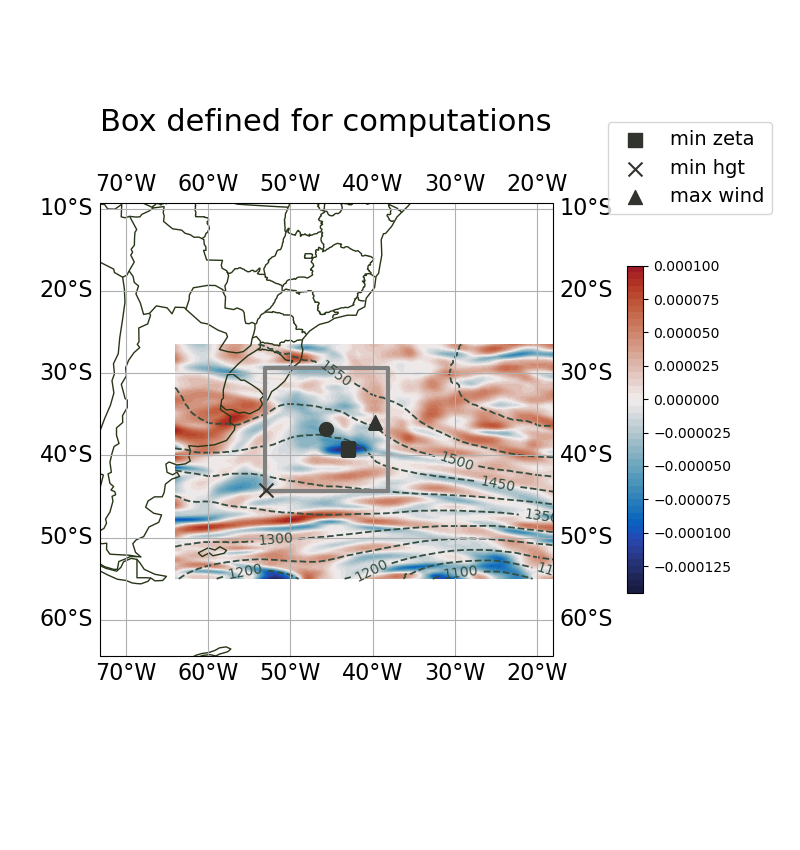 Box defined for computations
min zeta
min hgt
max wind
70°W 60°W 50°W 40°W 30°W 20°W
10°S 10°S
20°S 20°S
30°S 30°S
40°S 40°S
50°S 50°S
60°S 60°S
70°W 60°W 50°W 40°W 30°W 20°W
1550
1500
1450
1350
1300
1200
1200
1100
0.000100
0.000075
0.000050
0.000025
0.000000
−0.000025
−0.000050
−0.000075
−0.000100
−0.000125